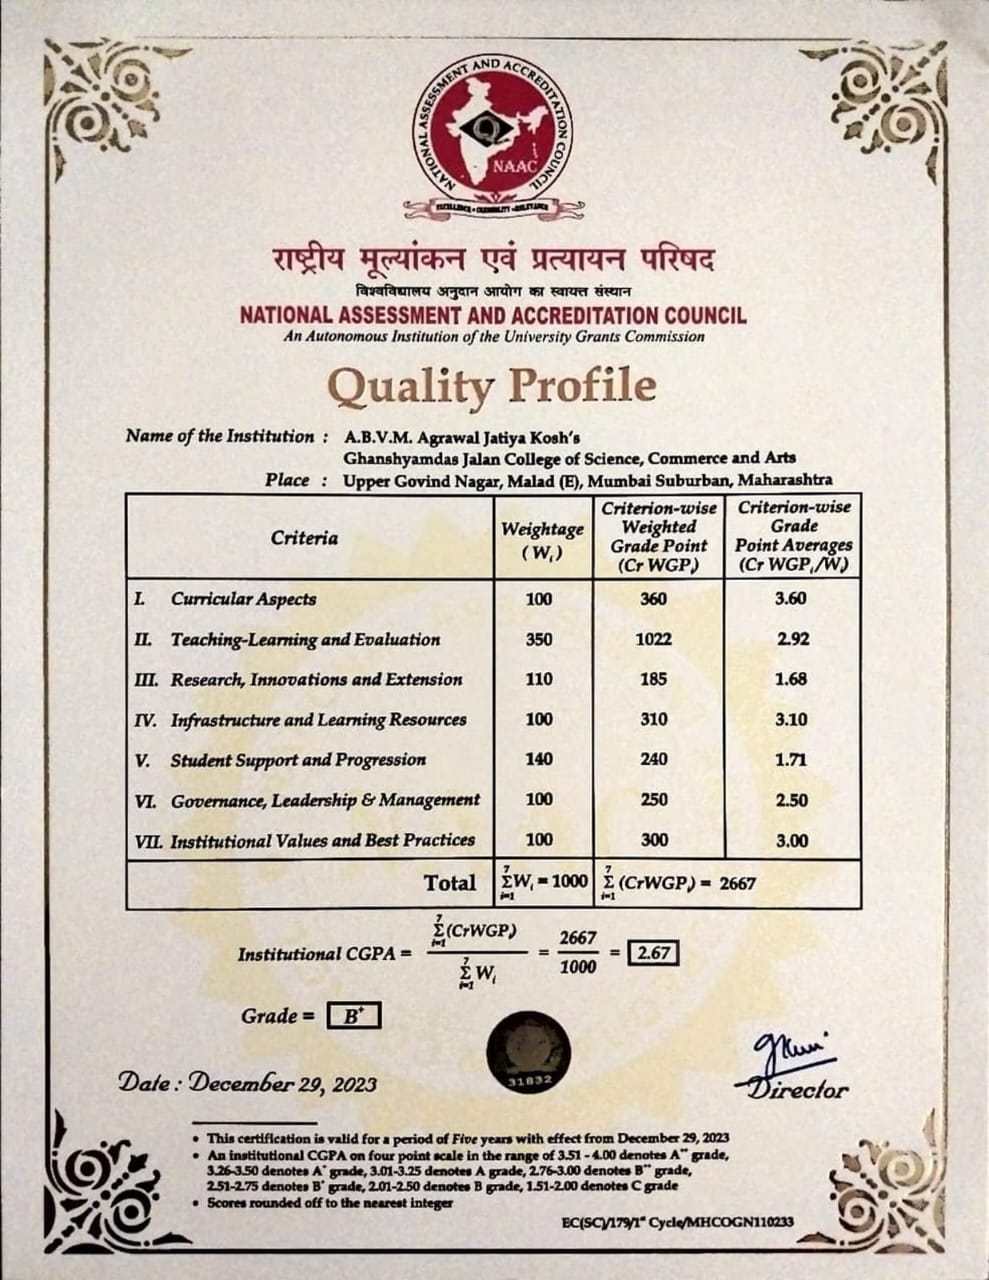 NATIONAL ASSESSMENT AND ACCREDITATION COUNCIL
Q
NAAC
EXCELLENCE • CREDIBILITY • RELEVANCE
राष्ट्रीय मूल्यांकन एवं प्रत्यायन परिषद
विश्वविद्यालय अनुदान आयोग का स्वायत्त संस्थान
NATIONAL ASSESSMENT AND ACCREDITATION COUNCIL
An Autonomous Institution of the University Grants Commission
Quality Profile
Name of the Institution : A.B.V.M. Agrawal Jatiya Kosh's
Ghanshyamdas Jalan College of Science, Commerce and Arts
Place : Upper Govind Nagar, Malad (E), Mumbai Suburban, Maharashtra
Criteria
Weightage
(Wᵢ)
Criterion-wise
Weighted
Grade Point
(Cr WGPᵢ)
Criterion-wise
Grade
Point Averages
(Cr WGPᵢ/Wᵢ)
I. Curricular Aspects 100 360 3.60
II. Teaching-Learning and Evaluation 350 1022 2.92
III. Research, Innovations and Extension 110 185 1.68
IV. Infrastructure and Learning Resources 100 310 3.10
V. Student Support and Progression 140 240 1.71
VI. Governance, Leadership & Management 100 250 2.50
VII. Institutional Values and Best Practices 100 300 3.00
7 7
Total ΣWᵢ = 1000 Σ (CrWGPᵢ) = 2667
i=1 i=1
7
Σ(CrWGPᵢ)
i=1
Institutional CGPA = = 2667 = 2.67
1000
7
Σ Wᵢ
i=1
Grade = B⁺
31832
Date : December 29, 2023
Director
• This certification is valid for a period of Five years with effect from December 29, 2023
• An institutional CGPA on four point scale in the range of 3.51 - 4.00 denotes A⁺⁺ grade,
3.26-3.50 denotes A⁺ grade, 3.01-3.25 denotes A grade, 2.76-3.00 denotes B⁺⁺ grade,
2.51-2.75 denotes B⁺ grade, 2.01-2.50 denotes B grade, 1.51-2.00 denotes C grade
• Scores rounded off to the nearest integer
EC(SC)/179/1ˢᵗ Cycle/MHCOGN110233